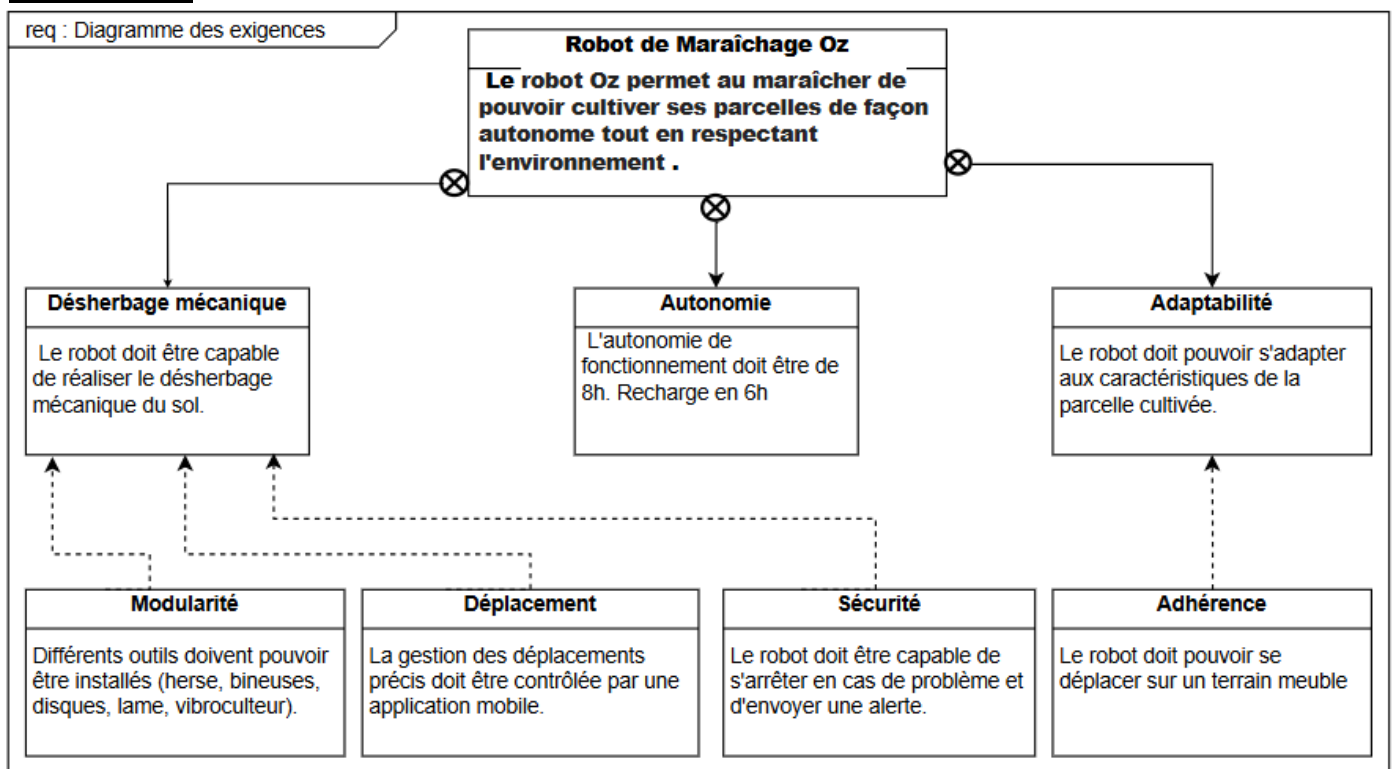 req : Diagramme des exigences
Robot de Maraîchage Oz
Le robot Oz permet au maraîcher de
pouvoir cultiver ses parcelles de façon
autonome tout en respectant
l'environnement .
Désherbage mécanique
Le robot doit être capable
de réaliser le désherbage
mécanique du sol.
Autonomie
L'autonomie de
fonctionnement doit être de
8h. Recharge en 6h
Adaptabilité
Le robot doit pouvoir s'adapter
aux caractéristiques de la
parcelle cultivée.
Modularité
Différents outils doivent pouvoir
être installés (herse, bineuses,
disques, lame, vibroculteur).
Déplacement
La gestion des déplacements
précis doit être contrôlée par une
application mobile.
Sécurité
Le robot doit être capable de
s'arrêter en cas de problème et
d'envoyer une alerte.
Adhérence
Le robot doit pouvoir se
déplacer sur un terrain meuble